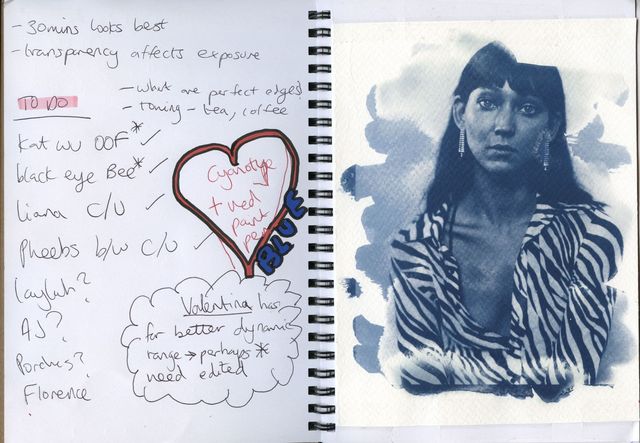 - 30mins looks best
- transparency affects exposure
TO DO
- what are perfect edges?
- toning - tea, coffee
Kat wu OOF* ✓
black eye Bee* ✓
liana C/U ✓
Pheebs b/w C/U ✓
Layluh?
AJ?
Porches?
Florence
Cyanotype
+ red
paint
pen
BLUE
Valentina has
far better dynamic
range → perhaps *
need edited